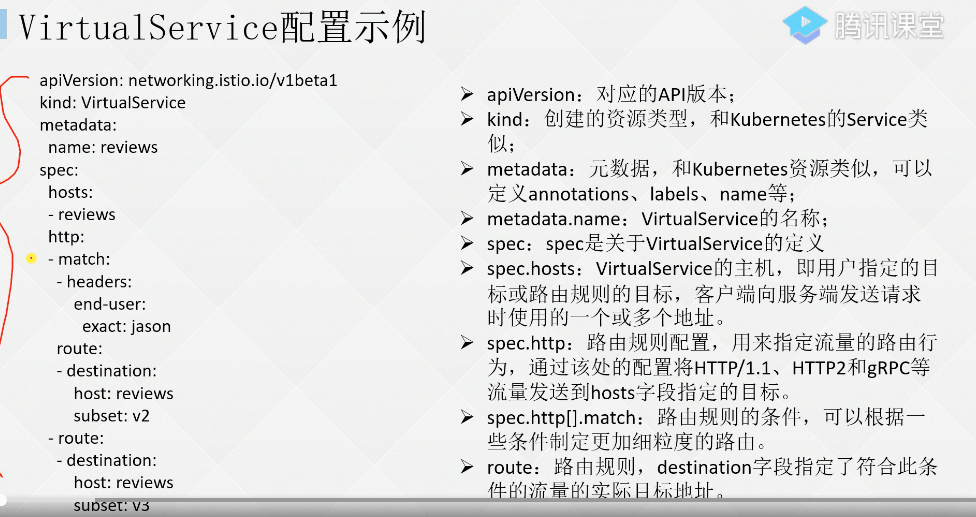 VirtualService配置示例
腾讯课堂
apiVersion: networking.istio.io/v1beta1
kind: VirtualService
metadata:
name: reviews
spec:
hosts:
- reviews
http:
- match:
- headers:
end-user:
exact: jason
route:
- destination:
host: reviews
subset: v2
- route:
- destination:
host: reviews
subset: v3
➤ apiVersion：对应的API版本；
➤ kind：创建的资源类型，和Kubernetes的Service类
似；
➤ metadata：元数据，和Kubernetes资源类似，可以
定义annotations、labels、name等；
➤ metadata.name：VirtualService的名称；
➤ spec：spec是关于VirtualService的定义
➤ spec.hosts：VirtualService的主机，即用户指定的目
标或路由规则的目标，客户端向服务端发送请求
时使用的一个或多个地址。
➤ spec.http：路由规则配置，用来指定流量的路由行
为，通过该处的配置将HTTP/1.1、HTTP2和gRPC等
流量发送到hosts字段指定的目标。
➤ spec.http[].match：路由规则的条件，可以根据一
些条件制定更加细粒度的路由。
➤ route：路由规则，destination字段指定了符合此条
件的流量的实际目标地址。